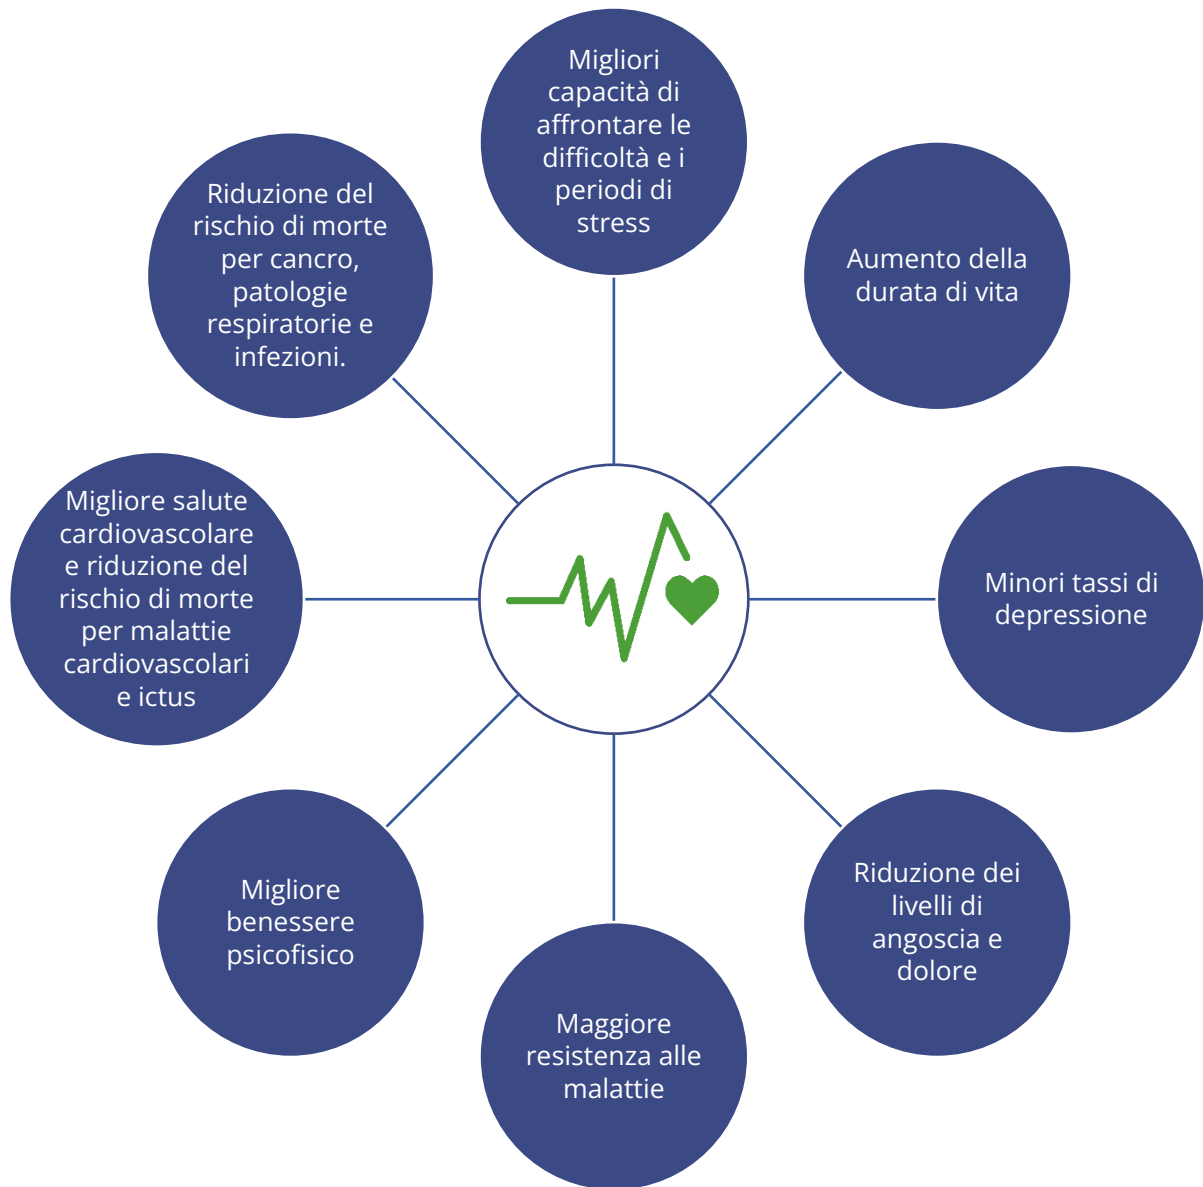 Migliori
capacità di
affrontare le
difficoltà e i
periodi di
stress
Aumento della
durata di vita
Minori tassi di
depressione
Riduzione dei
livelli di
angoscia e
dolore
Maggiore
resistenza alle
malattie
Migliore
benessere
psicofisico
Migliore salute
cardiovascolare
e riduzione del
rischio di morte
per malattie
cardiovascolari
e ictus
Riduzione del
rischio di morte
per cancro,
patologie
respiratorie e
infezioni.